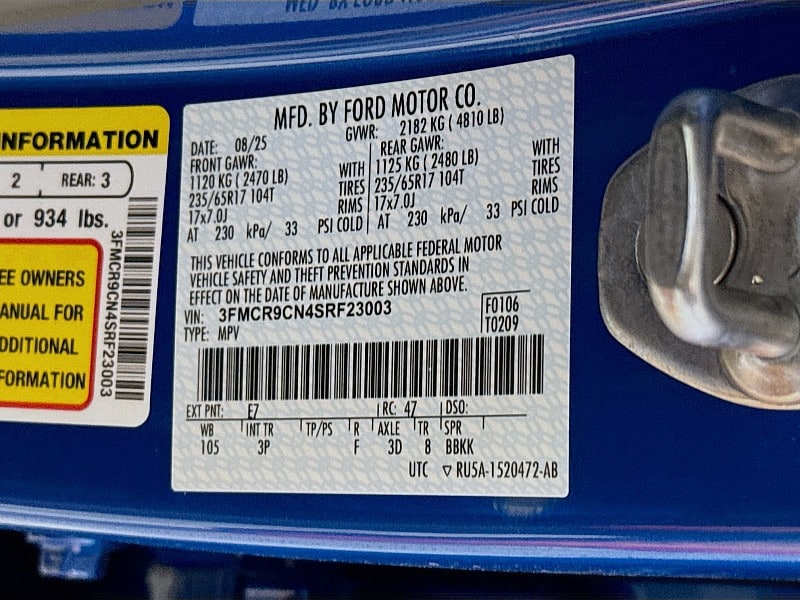 NFORMATION
2 REAR: 3
or 934 lbs.
EE OWNERS
ANUAL FOR
DDITIONAL
FORMATION
3FMCR9CN4SRF23003
MFD. BY FORD MOTOR CO.
DATE: 08/25 GVWR: 2182 KG ( 4810 LB)
FRONT GAWR: REAR GAWR:
1120 KG ( 2470 LB) WITH 1125 KG ( 2480 LB) WITH
235/65R17 104T TIRES 235/65R17 104T TIRES
17x7.0J RIMS 17x7.0J RIMS
AT 230 kPa/ 33 PSI COLD AT 230 kPa/ 33 PSI COLD
THIS VEHICLE CONFORMS TO ALL APPLICABLE FEDERAL MOTOR
VEHICLE SAFETY AND THEFT PREVENTION STANDARDS IN
EFFECT ON THE DATE OF MANUFACTURE SHOWN ABOVE.
VIN: 3FMCR9CN4SRF23003 F0106
TYPE: MPV T0209
EXT PNT: E7 RC: 47 DSO:
WB INT TR TP/PS R AXLE TR SPR
105 3P F 3D 8 BBKK
UTC ▽ RU5A-1520472-AB